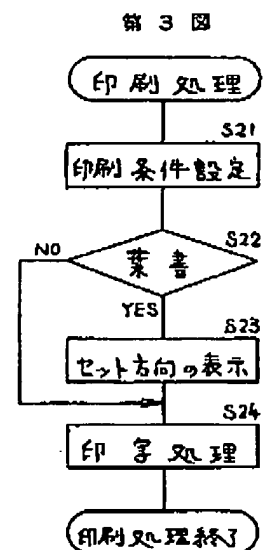 第3図
印刷処理
S21
印刷条件設定
S22
葉書
NO
YES
S23
セット方向の表示
S24
印字処理
印刷処理終了